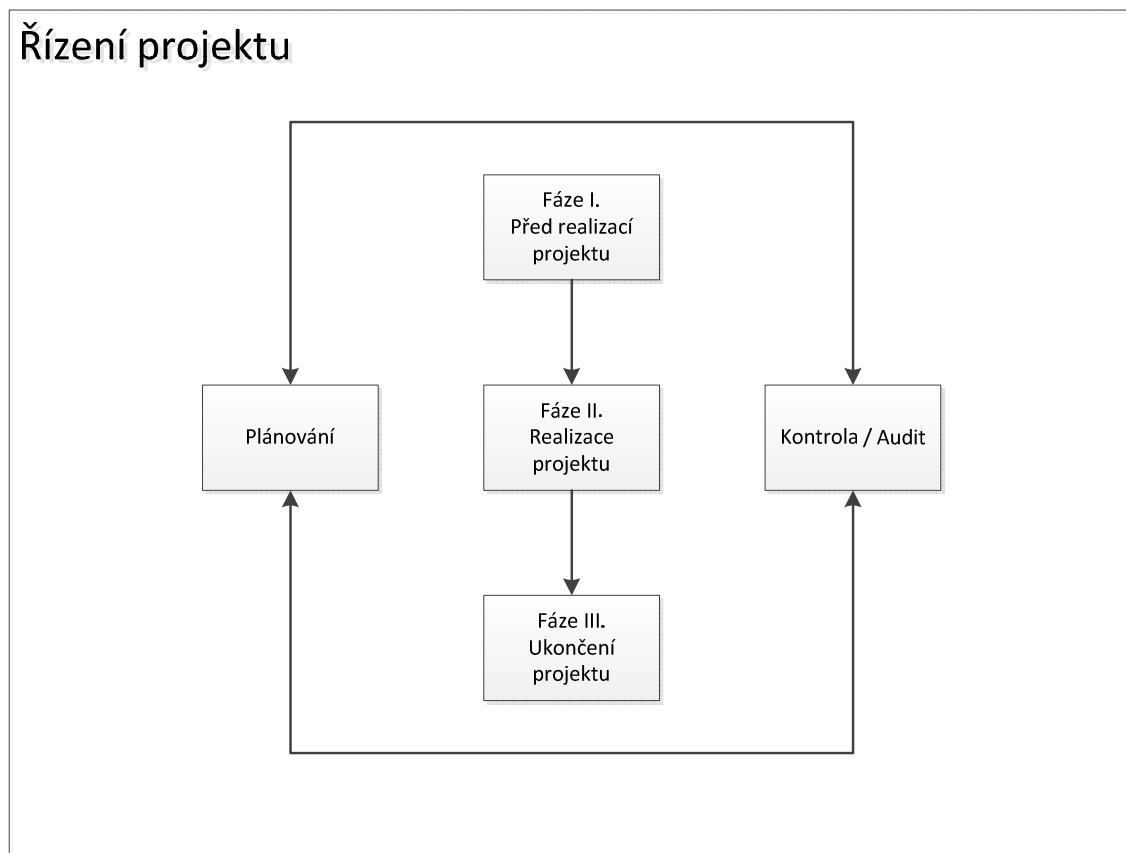 Řízení projektu
Fáze I.
Před realizací
projektu
Plánování
Fáze II.
Realizace
projektu
Kontrola / Audit
Fáze III.
Ukončení
projektu